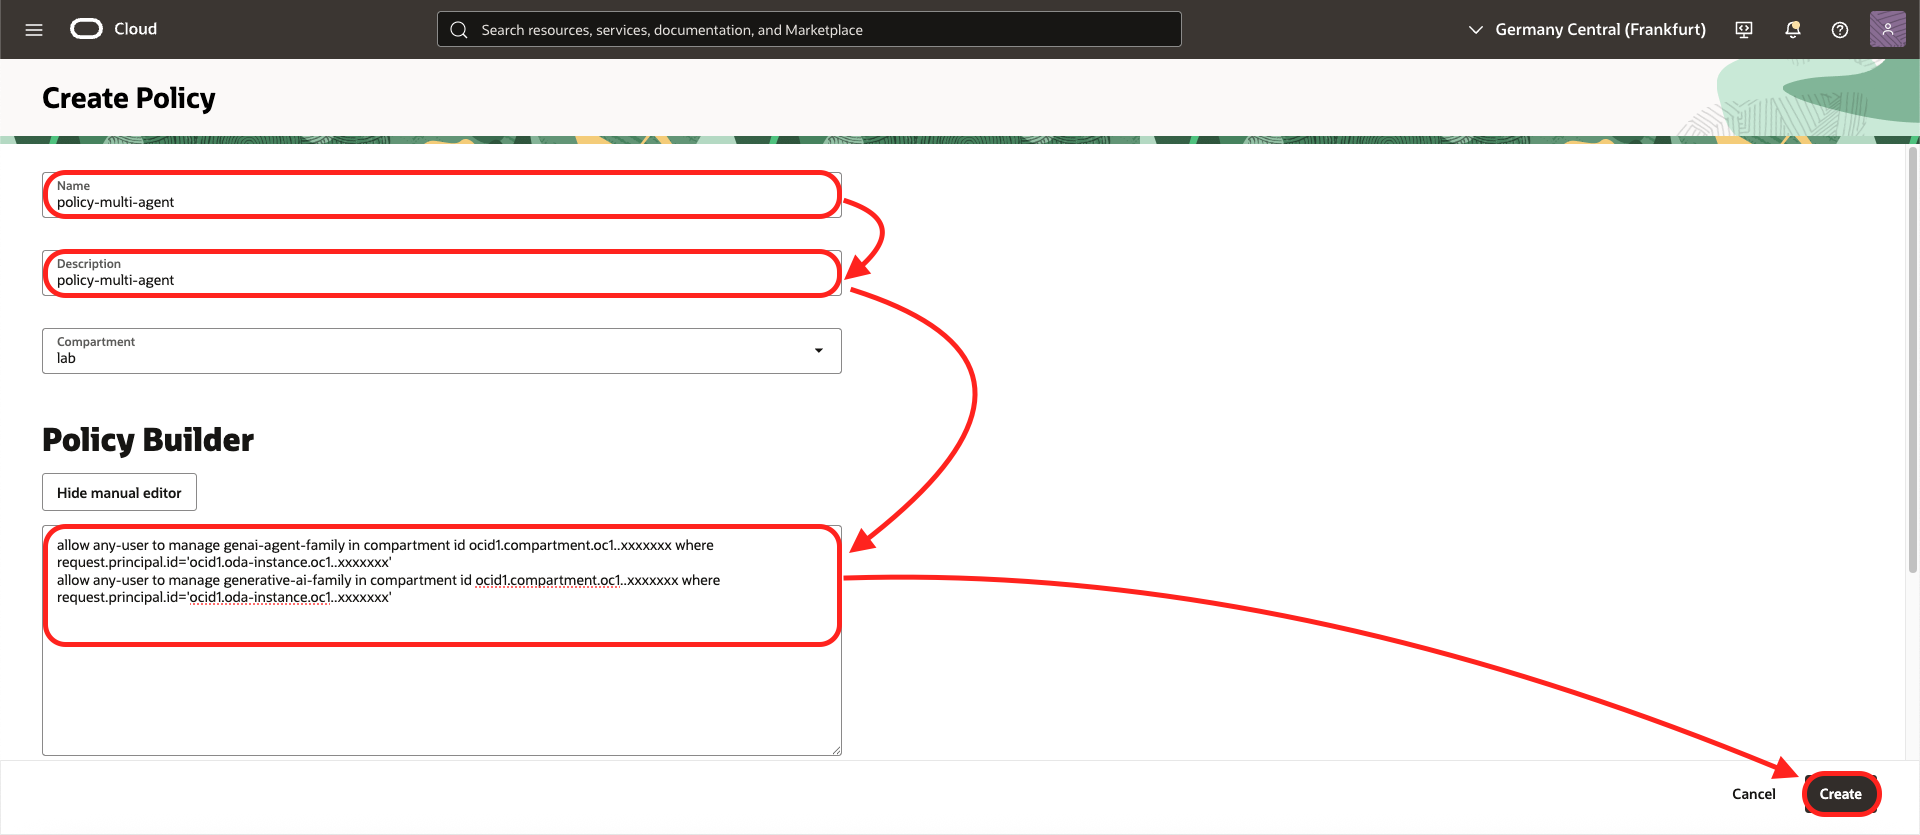 Cloud
Search resources, services, documentation, and Marketplace
Germany Central (Frankfurt)
Create Policy
Name
policy-multi-agent
Description
policy-multi-agent
Compartment
lab
Policy Builder
Hide manual editor
allow any-user to manage genai-agent-family in compartment id ocid1.compartment.oc1..xxxxxxx where
request.principal.id='ocid1.oda-instance.oc1..xxxxxxx'
allow any-user to manage generative-ai-family in compartment id ocid1.compartment.oc1..xxxxxxx where
request.principal.id='ocid1.oda-instance.oc1..xxxxxxx'
Cancel
Create